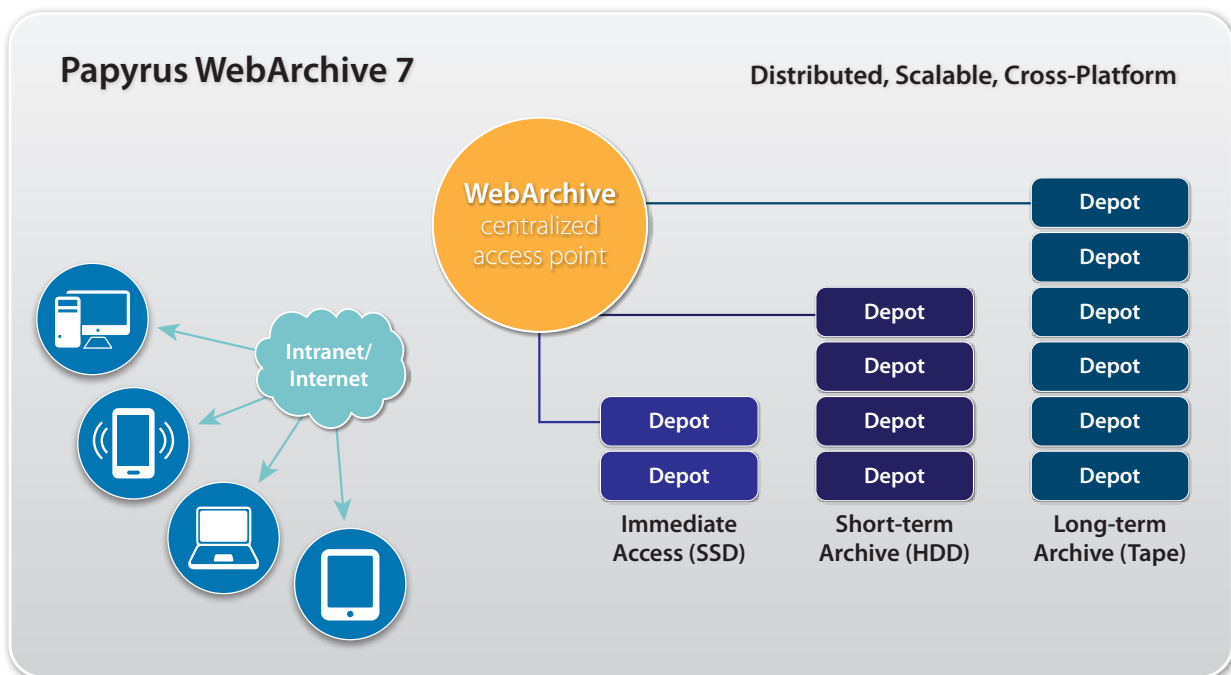 Papyrus WebArchive 7
Distributed, Scalable, Cross-Platform
WebArchive
centralized
access point
Intranet/
Internet
Depot
Depot
Immediate
Access (SSD)
Depot
Depot
Depot
Depot
Short-term
Archive (HDD)
Depot
Depot
Depot
Depot
Depot
Depot
Long-term
Archive (Tape)